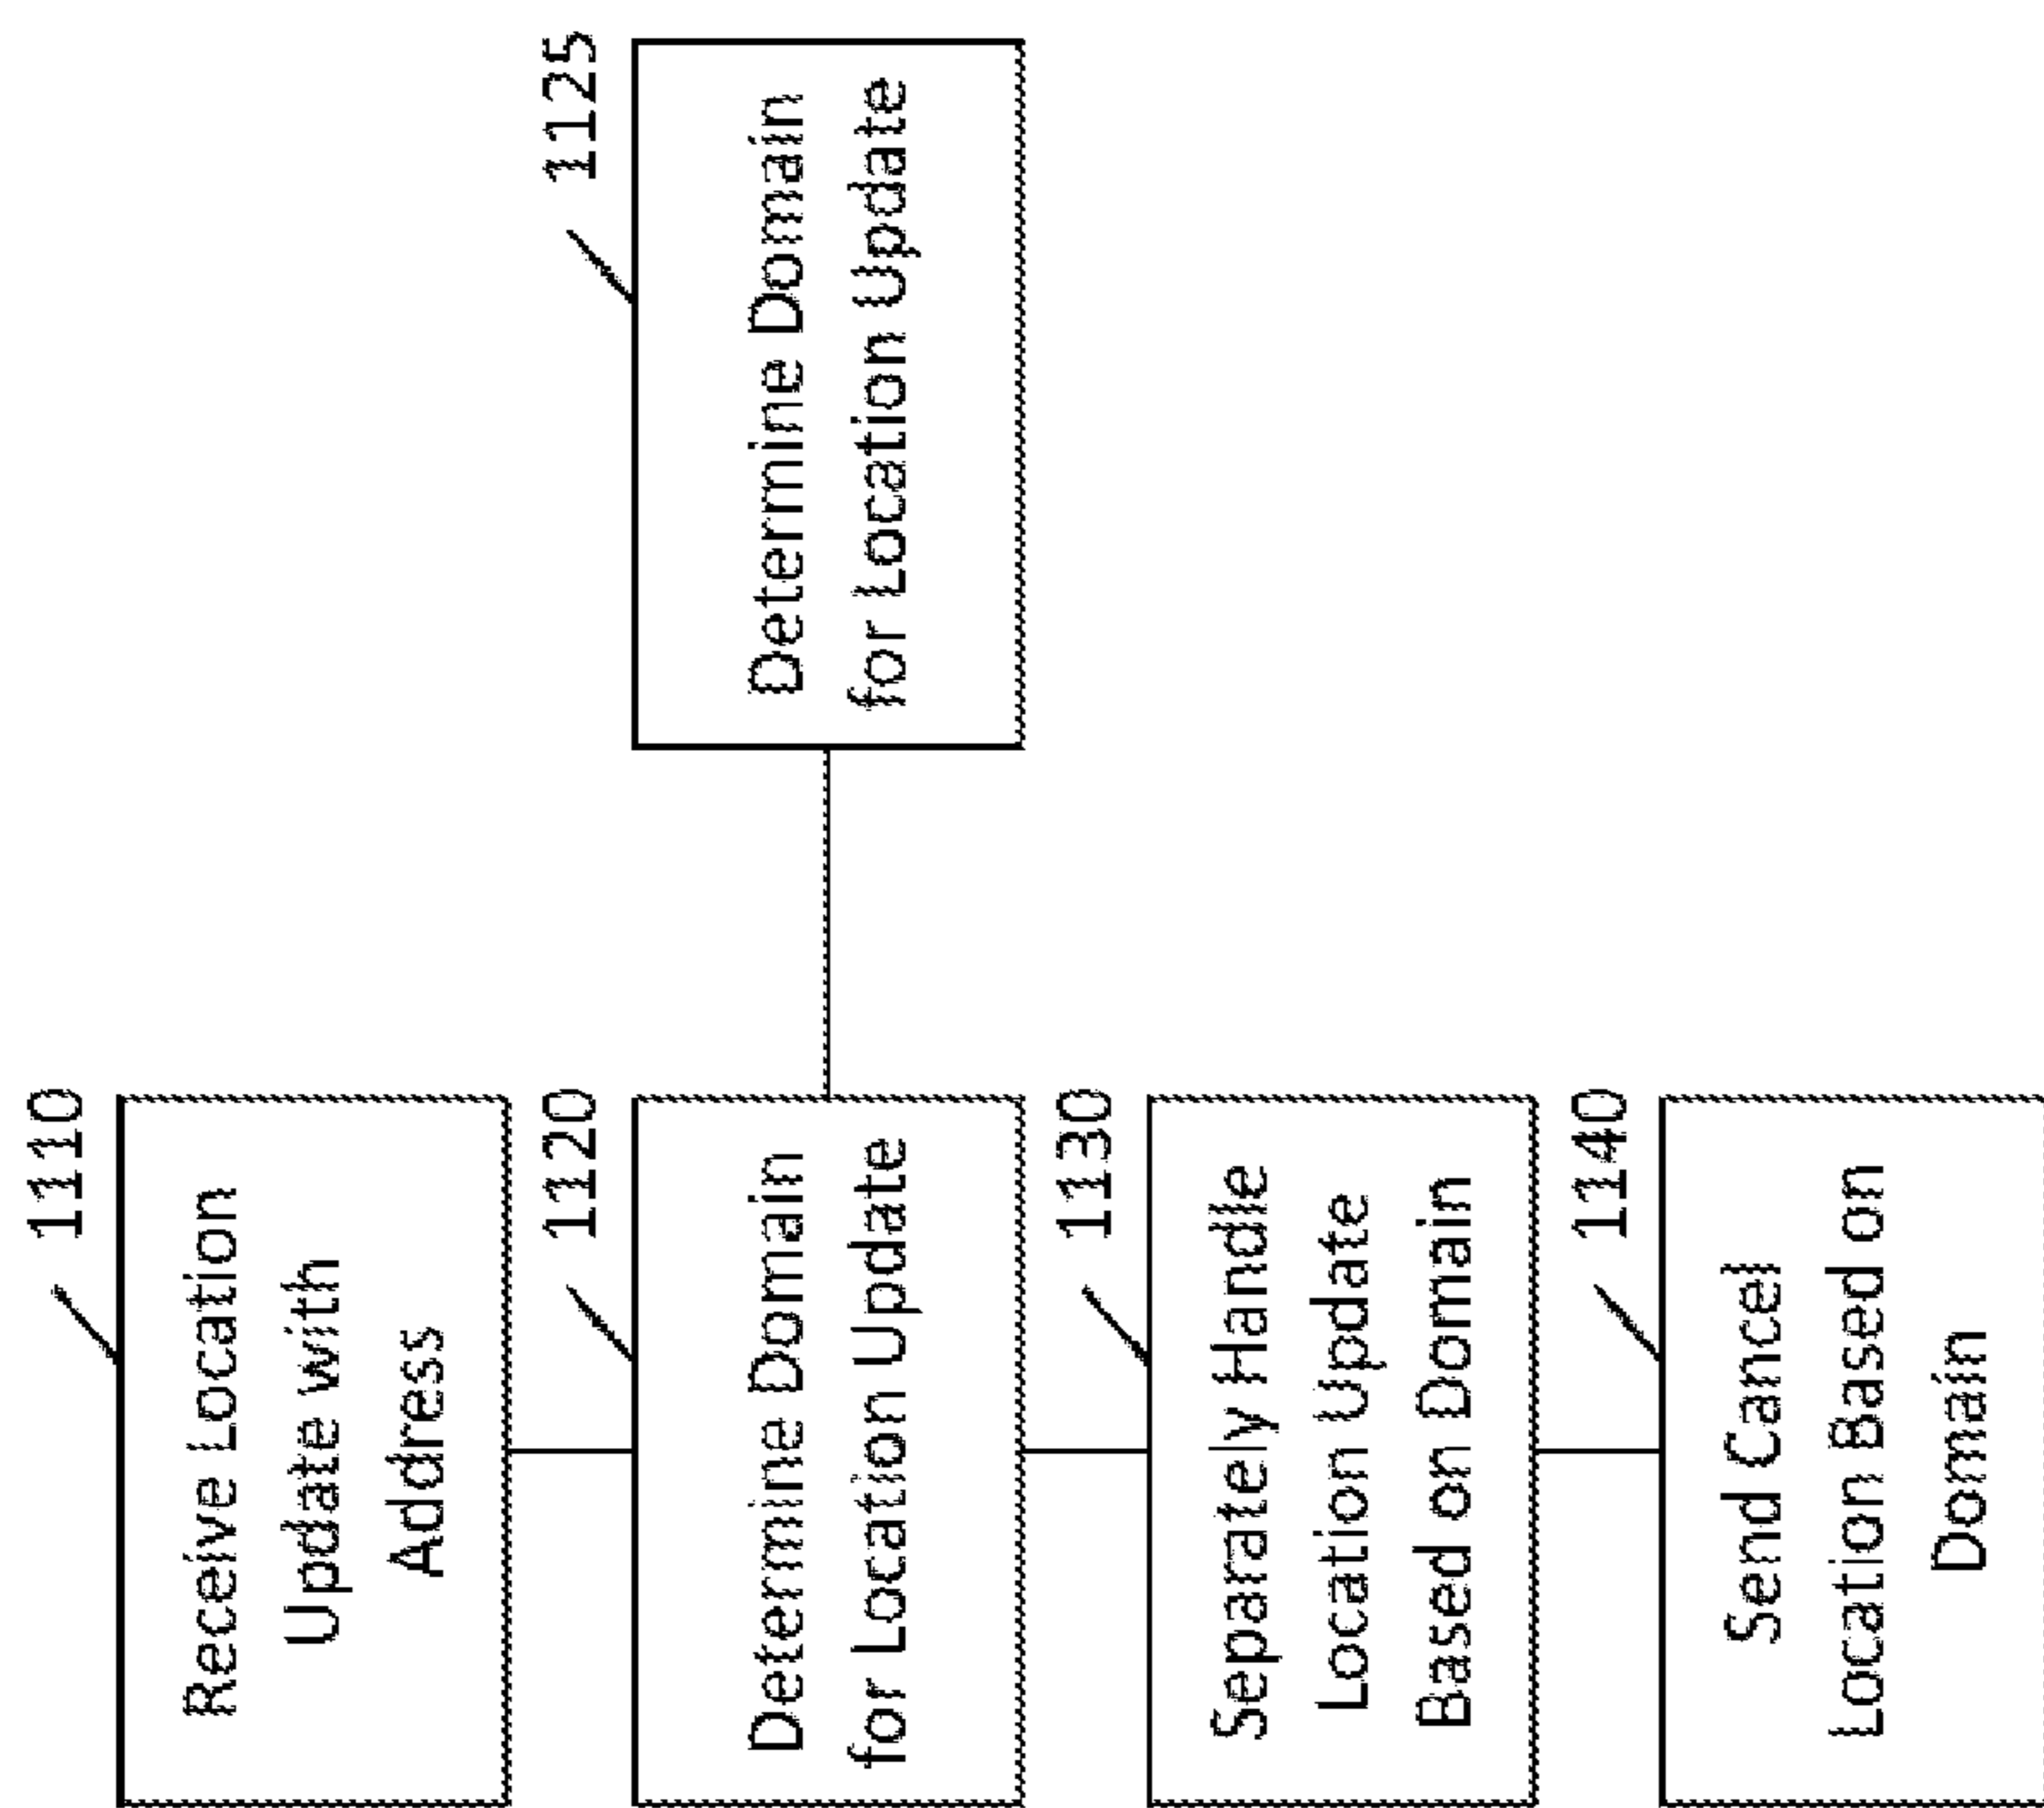 1110
Receive Location
Update with
Address
1120
Determine Domain
for Location Update
1125
Determine Domain
for Location Update
1130
Separately Handle
Location Update
Based on Domain
1140
Send Cancel
Location Based on
Domain